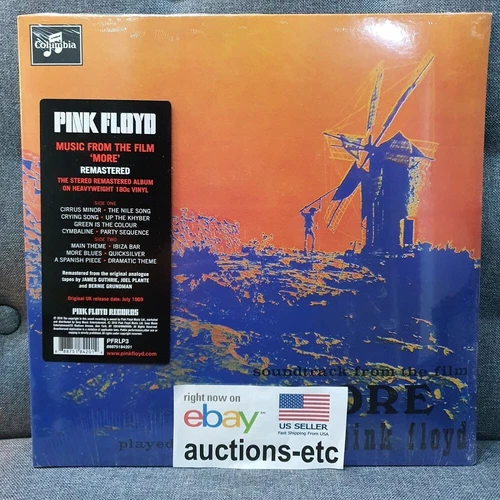 Columbia
PINK FLOYD
MUSIC FROM THE FILM
'MORE'
REMASTERED
THE STEREO REMASTERED ALBUM
ON HEAVYWEIGHT 180g VINYL
SIDE ONE
CIRRUS MINOR - THE NILE SONG
CRYING SONG - UP THE KHYBER
GREEN IS THE COLOUR
CYMBALINE - PARTY SEQUENCE
SIDE TWO
MAIN THEME - IBIZA BAR
MORE BLUES - QUICKSILVER
A SPANISH PIECE - DRAMATIC THEME
Remastered from the original analogue
tapes by JAMES GUTHRIE, JOEL PLANTE
and BERNIE GRUNDMAN
Original UK release date: July 1969
PINK FLOYD RECORDS
PFRLP3
www.pinkfloyd.com
soundtrack from the film
ORE
played
pink floyd
right now on
ebay
US SELLER
Fast Shipping From USA
auctions-etc